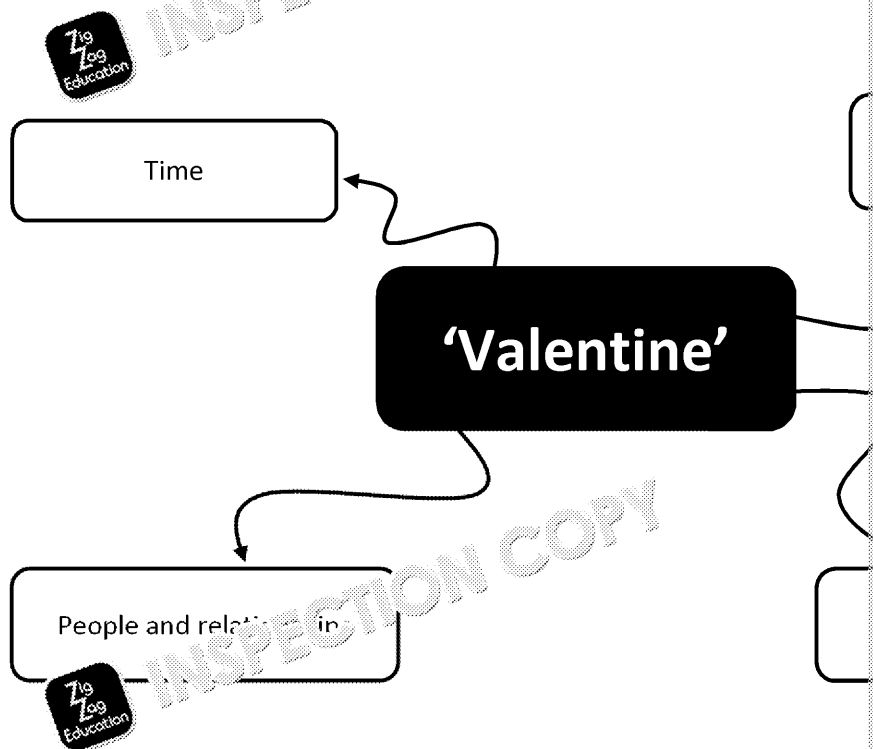 Zig
Zag
Education
Time
‘Valentine’
INSPECTION COPY
People and
Zig
Zag
Education